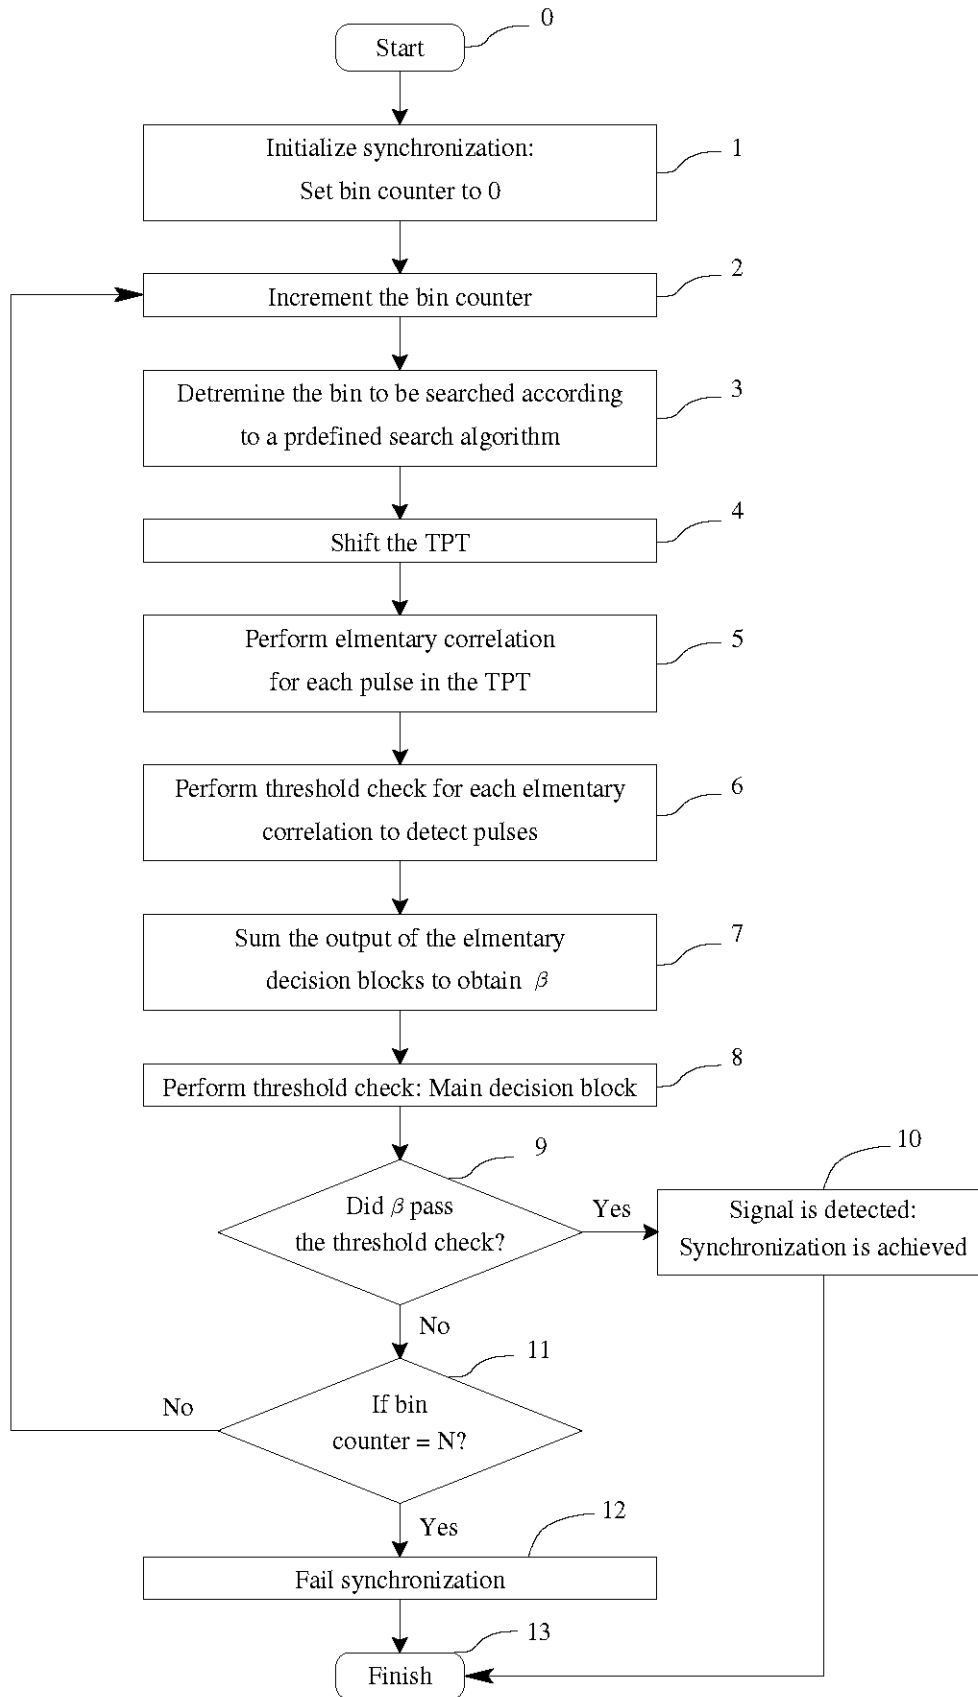 Start
0
Initialize synchronization:
Set bin counter to 0
1
Increment the bin counter
2
Detremine the bin to be searched according
to a prdefined search algorithm
3
Shift the TPT
4
Perform elmentary correlation
for each pulse in the TPT
5
Perform threshold check for each elmentary
correlation to detect pulses
6
Sum the output of the elmentary
decision blocks to obtain β
7
Perform threshold check: Main decision block
8
Did β pass
the threshold check?
9
Yes
Signal is detected:
Synchronization is achieved
10
No
If bin
counter = N?
11
No
Yes
Fail synchronization
12
Finish
13